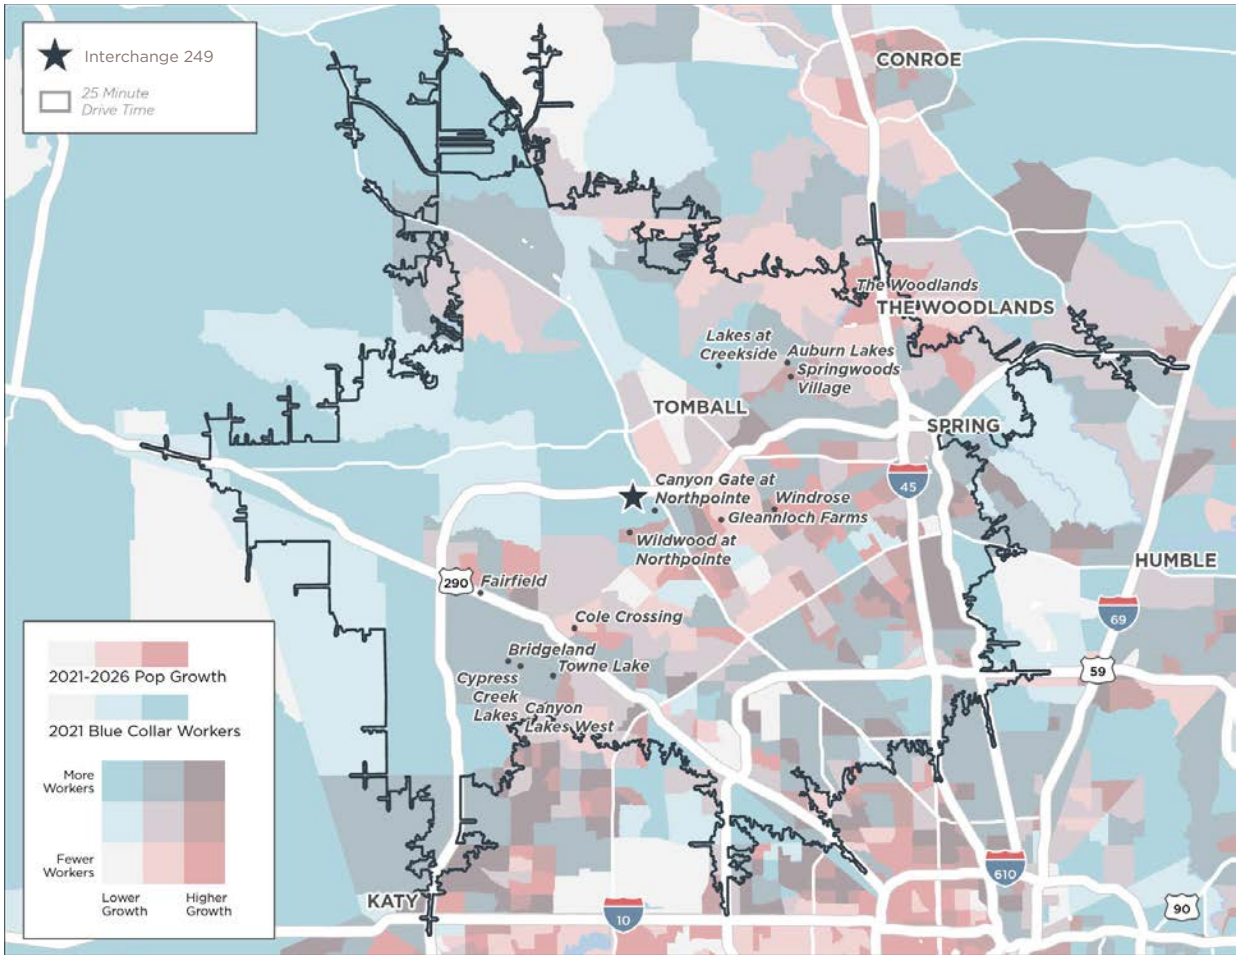 Interchange 249
25 Minute
Drive Time
CONROE
The Woodlands
THE WOODLANDS
Lakes at
Creekside
Auburn Lakes
Springwoods
Village
TOMBALL
SPRING
45
Canyon Gate at
Northpointe
Windrose
Gleannloch Farms
Wildwood at
Northpointe
HUMBLE
290
Fairfield
69
Cole Crossing
Bridgeland
Towne Lake
59
Cypress
Creek
Lakes
Canyon
Lakes West
2021-2026 Pop Growth
2021 Blue Collar Workers
More
Workers
Fewer
Workers
Lower
Growth
Higher
Growth
KATY
10
610
90